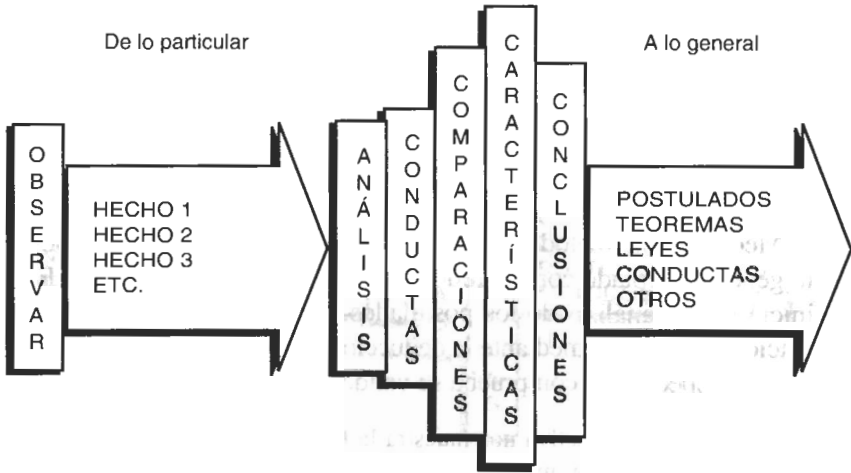 De lo particular
A lo general
OBSERVAR
HECHO 1
HECHO 2
HECHO 3
ETC.
ANÁLISIS
CONDUCTAS
COMPARACIONES
CARACTERÍSTICAS
CONCLUSIONES
POSTULADOS
TEOREMAS
LEYES
CONDUCTAS
OTROS